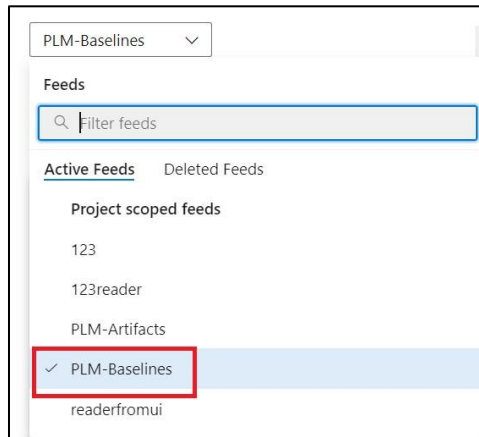 PLM-Baselines
Feeds
Filter feeds
Active Feeds Deleted Feeds
Project scoped feeds
123
123reader
PLM-Artifacts
PLM-Baselines
readerfromui